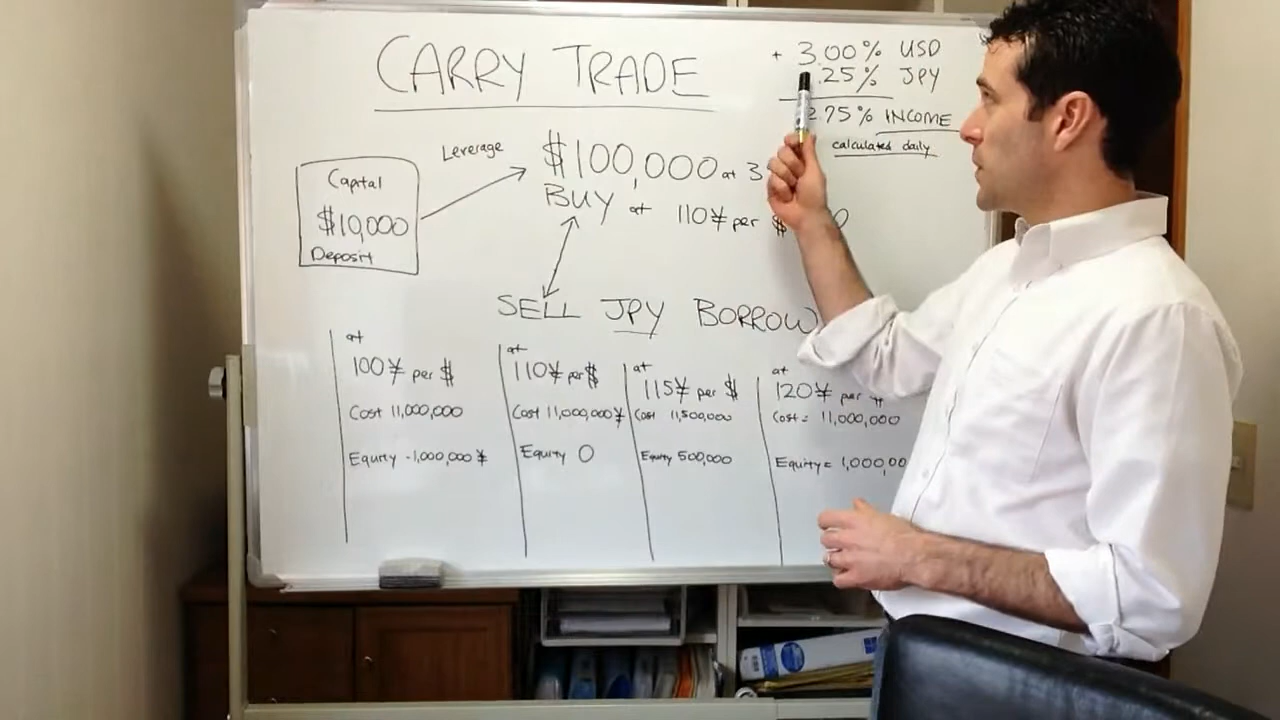 CARRY TRADE
+ 3.00% USD
.25% JPY
2.75% INCOME
calculated daily
Leverage
Capital
$10,000
Deposit
$100,000 at 3
BUY at 110¥ per $
SELL JPY BORROW
at
100¥ per $
Cost 11,000,000
Equity -1,000,000 ¥
at
110¥ per $
Cost 11,000,000¥
Equity 0
at
115¥ per $
Cost 11,500,000
Equity 500,000
at
120¥ per $
Cost = 11,000,000
Equity = 1,000,00